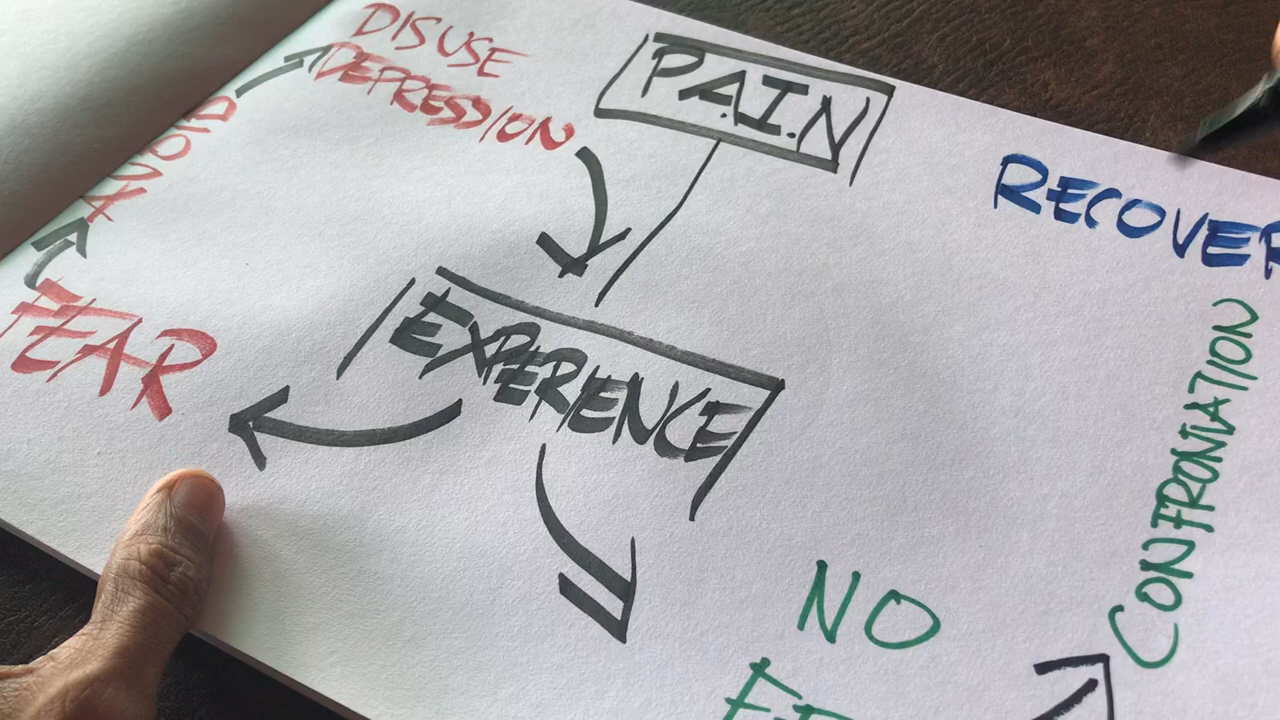 DISUSE
DEPRESSION
P.A.I.N
AVOID
RECOVER
FEAR
EXPERIENCE
CONFRONTATION
NO